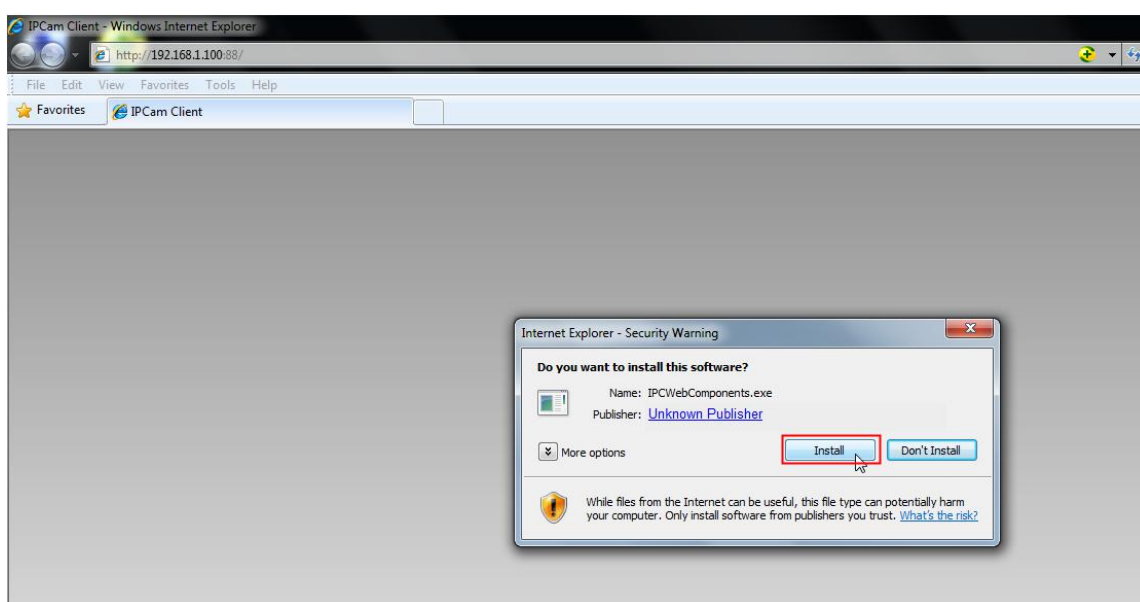 IPCam Client - Windows Internet Explorer
http://192.168.1.100:88/
File Edit View Favorites Tools Help
Favorites IPCam Client
Internet Explorer - Security Warning
Do you want to install this software?
Name: IPCWebComponents.exe
Publisher: Unknown Publisher
More options Install Don't Install
While files from the Internet can be useful, this file type can potentially harm
your computer. Only install software from publishers you trust. What's the risk?